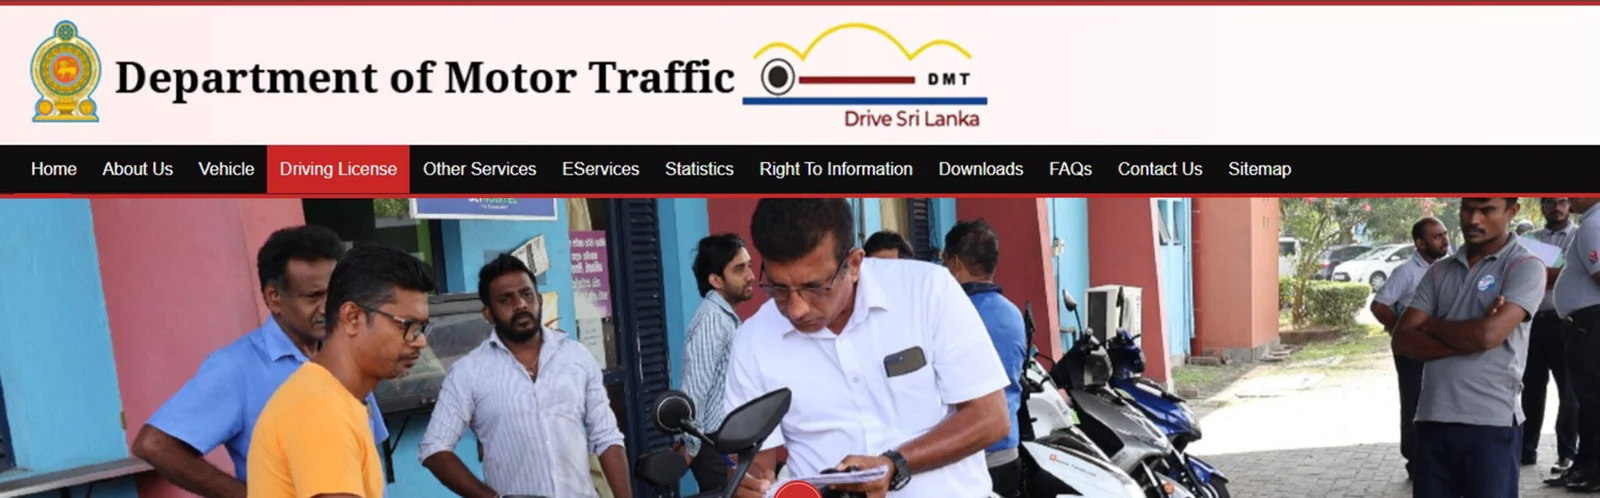 Department of Motor Traffic
DMT
Drive Sri Lanka
Home About Us Vehicle Driving License Other Services EServices Statistics Right To Information Downloads FAQs Contact Us Sitemap